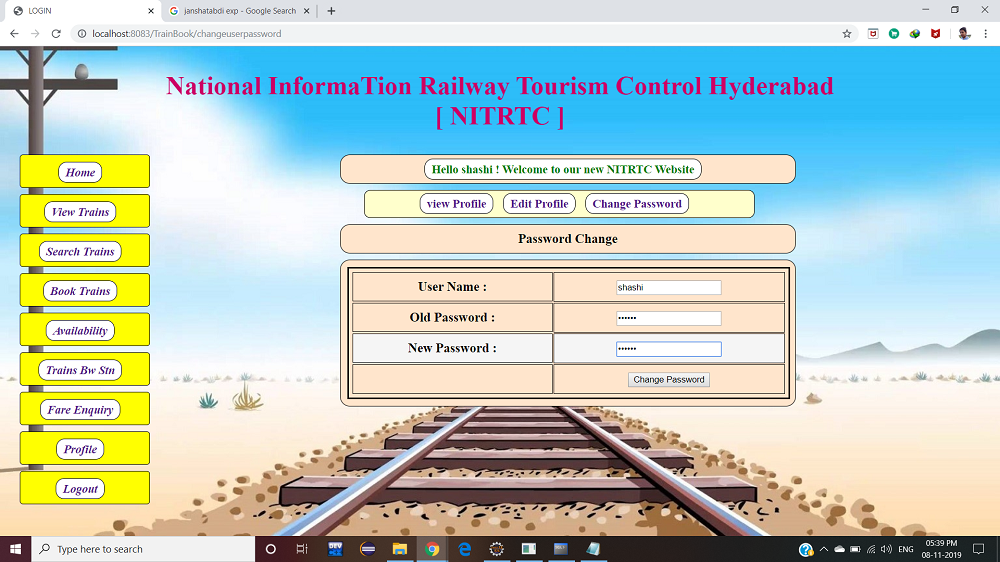 LOGIN
janshatabdi exp - Google Search
localhost:8083/TrainBook/changeuserpassword
National InformaTion Railway Tourism Control Hyderabad
[ NITRTC ]
Home
View Trains
Search Trains
Book Trains
Availability
Trains Bw Stn
Fare Enquiry
Profile
Logout
Hello shashi ! Welcome to our new NITRTC Website
view Profile Edit Profile Change Password
Password Change
User Name : shashi
Old Password : ••••••
New Password : ••••••
Change Password
Type here to search
DEV
ENG
05:39 PM
08-11-2019